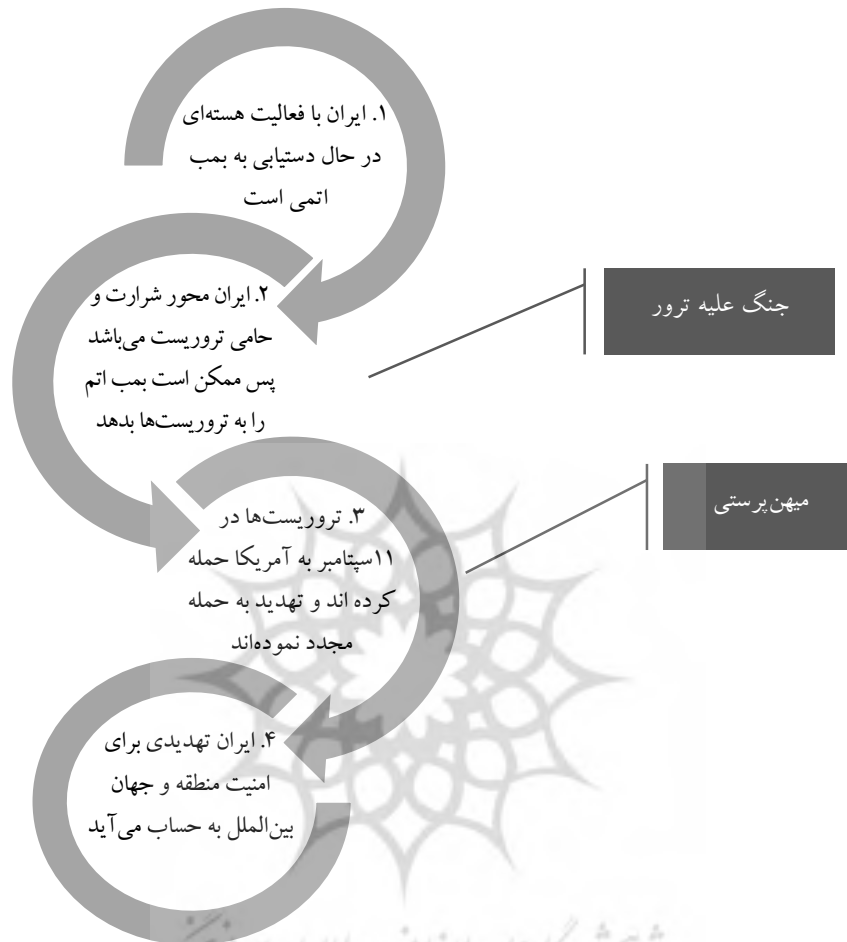 ۱. ایران با فعالیت هسته‌ای
در حال دستیابی به بمب
اتمی است
۲. ایران محور شرارت و
حامی تروریست می‌باشد
پس ممکن است بمب اتم
را به تروریست‌ها بدهد
جنگ علیه ترور
۳. تروریست‌ها در
۱۱سپتامبر به آمریکا حمله
کرده اند و تهدید به حمله
مجدد نموده‌اند
میهن‌پرستی
۴. ایران تهدیدی برای
امنیت منطقه و جهان
بین‌الملل به حساب می‌آید